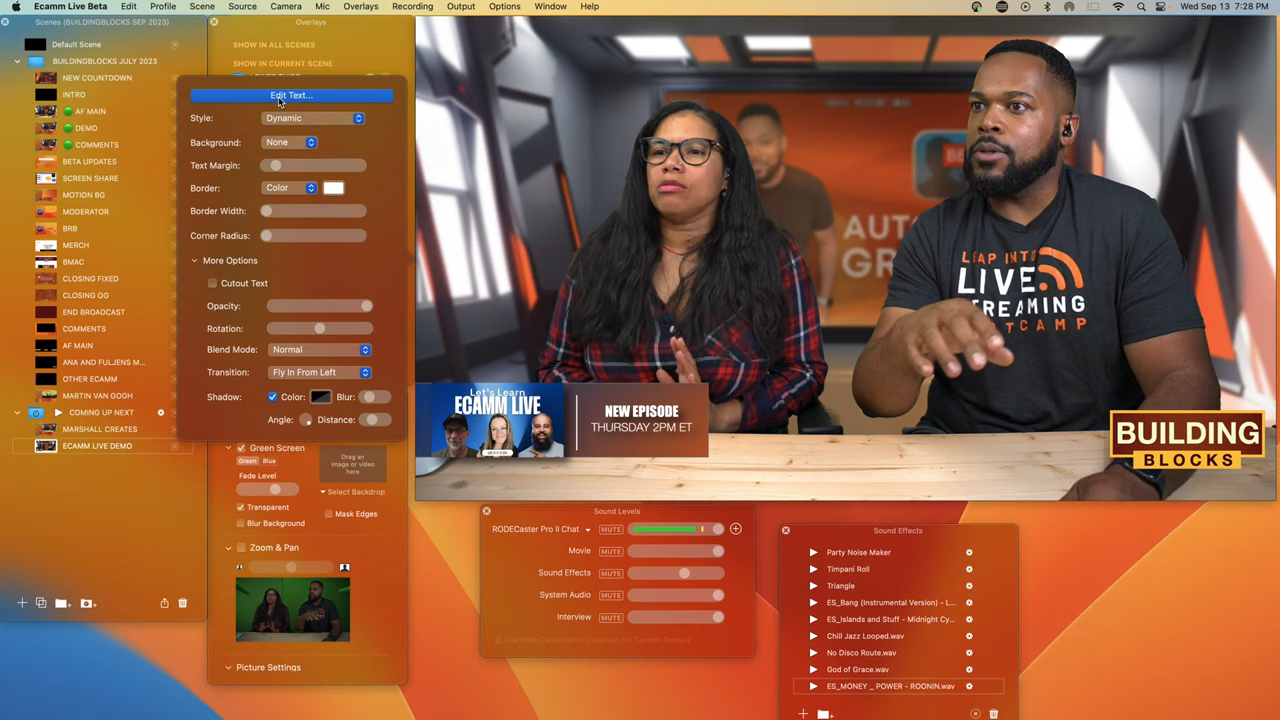 Ecamm Live Beta Edit Profile Scene Source Camera Mic Overlays Recording Output Options Window Help
Wed Sep 13 7:28 PM
Scenes (BUILDINGBLOCKS SEP 2023)
Default Scene
BUILDINGBLOCKS JULY 2023
NEW COUNTDOWN
INTRO
AF MAIN
DEMO
COMMENTS
BETA UPDATES
SCREEN SHARE
MOTION BG
MODERATOR
BRB
MERCH
BMAC
CLOSING FIXED
CLOSING OG
END BROADCAST
COMMENTS
AF MAIN
ANA AND FULJENS M...
OTHER ECAMM
MARTIN VAN GOGH
COMING UP NEXT
MARSHALL CREATES
ECAMM LIVE DEMO
Overlays
SHOW IN ALL SCENES
SHOW IN CURRENT SCENE
Edit Text...
Style: Dynamic
Background: None
Text Margin:
Border: Color
Border Width:
Corner Radius:
More Options
Cutout Text
Opacity:
Rotation:
Blend Mode: Normal
Transition: Fly In From Left
Shadow: Color: Blur:
Angle: Distance:
Green Screen
Green Blue
Fade Level
Drag an
image or video
here
Select Backdrop
Transparent
Mask Edges
Blur Background
Zoom & Pan
Picture Settings
AUTO
GR
LEAP INTO
LIVE
STREAMING
BOOTCAMP
Let's Learn
ECAMM LIVE
NEW EPISODE
THURSDAY 2PM ET
BUILDING
BLOCKS
Sound Levels
RODECaster Pro II Chat MUTE
Movie MUTE
Sound Effects MUTE
System Audio MUTE
Interview MUTE
Use Echo Cancellation (Disabled for Current Output)
Sound Effects
Party Noise Maker
Timpani Roll
Triangle
ES_Bang (Instrumental Version) - L...
ES_Islands and Stuff - Midnight Cy...
Chill Jazz Looped.wav
No Disco Route.wav
God of Grace.wav
ES_MONEY _ POWER - ROONIN.wav